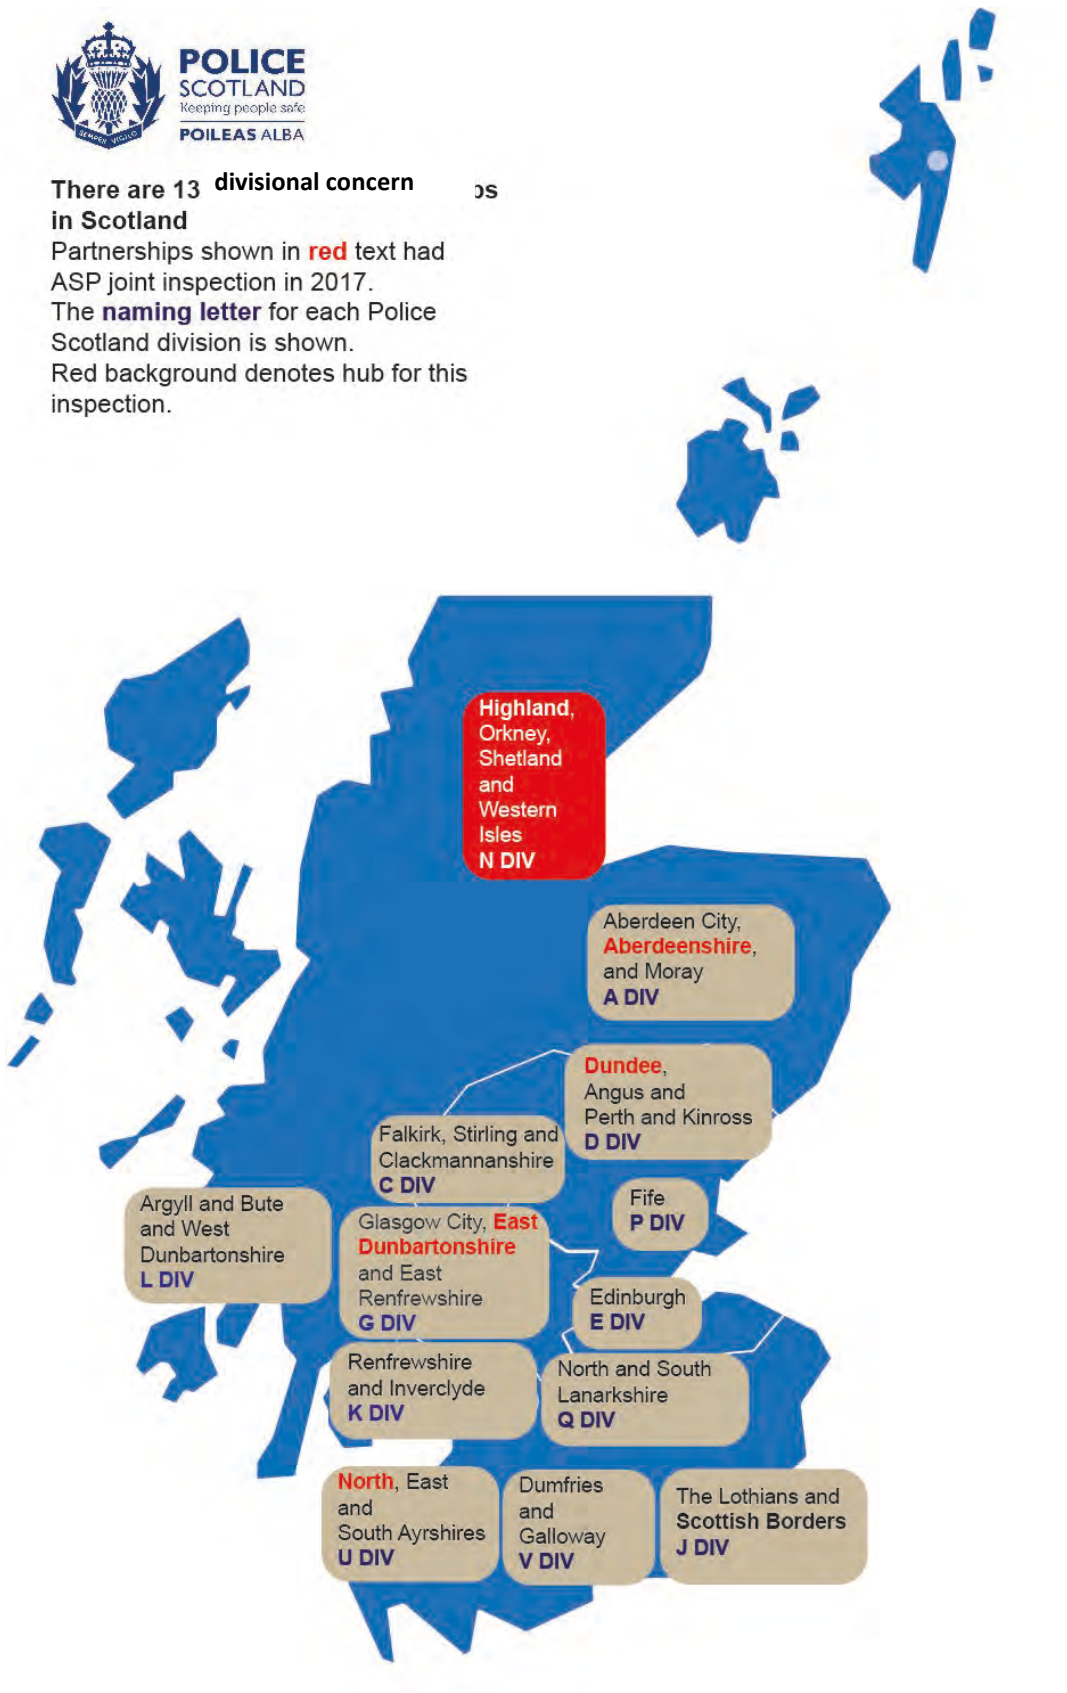 POLICE
SCOTLAND
Keeping people safe
POILEAS ALBA
SEMPER VIGILO
There are 13 divisional concern ps
in Scotland
Partnerships shown in red text had
ASP joint inspection in 2017.
The naming letter for each Police
Scotland division is shown.
Red background denotes hub for this
inspection.
Highland,
Orkney,
Shetland
and
Western
Isles
N DIV
Aberdeen City,
Aberdeenshire,
and Moray
A DIV
Dundee,
Angus and
Perth and Kinross
D DIV
Falkirk, Stirling and
Clackmannanshire
C DIV
Fife
P DIV
Argyll and Bute
and West
Dunbartonshire
L DIV
Glasgow City, East
Dunbartonshire
and East
Renfrewshire
G DIV
Edinburgh
E DIV
Renfrewshire
and Inverclyde
K DIV
North and South
Lanarkshire
Q DIV
North, East
and
South Ayrshires
U DIV
Dumfries
and
Galloway
V DIV
The Lothians and
Scottish Borders
J DIV